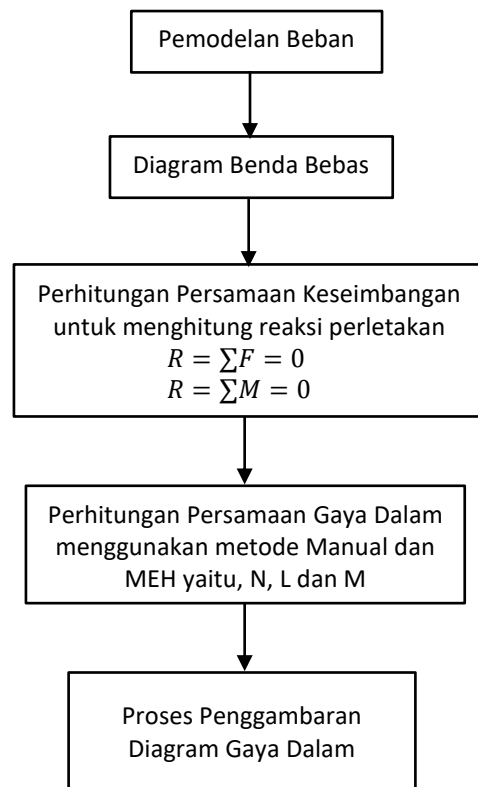 Pemodelan Beban
Diagram Benda Bebas
Perhitungan Persamaan Keseimbangan
untuk menghitung reaksi perletakan
𝑅 = ∑𝐹 = 0
𝑅 = ∑𝑀 = 0
Perhitungan Persamaan Gaya Dalam
menggunakan metode Manual dan
MEH yaitu, N, L dan M
Proses Penggambaran
Diagram Gaya Dalam